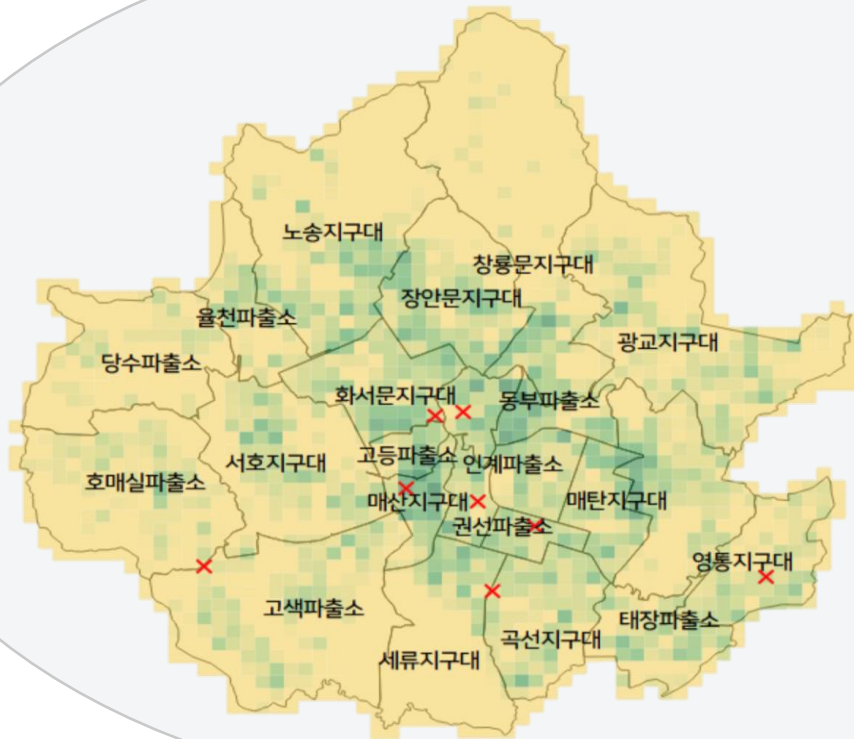 노송지구대
창룡문지구대
장안문지구대
율천파출소
광교지구대
당수파출소
화서문지구대
동부파출소
고등파출소
인계파출소
서호지구대
호매실파출소
매산지구대
매탄지구대
권선파출소
영통지구대
고색파출소
태장파출소
곡선지구대
세류지구대